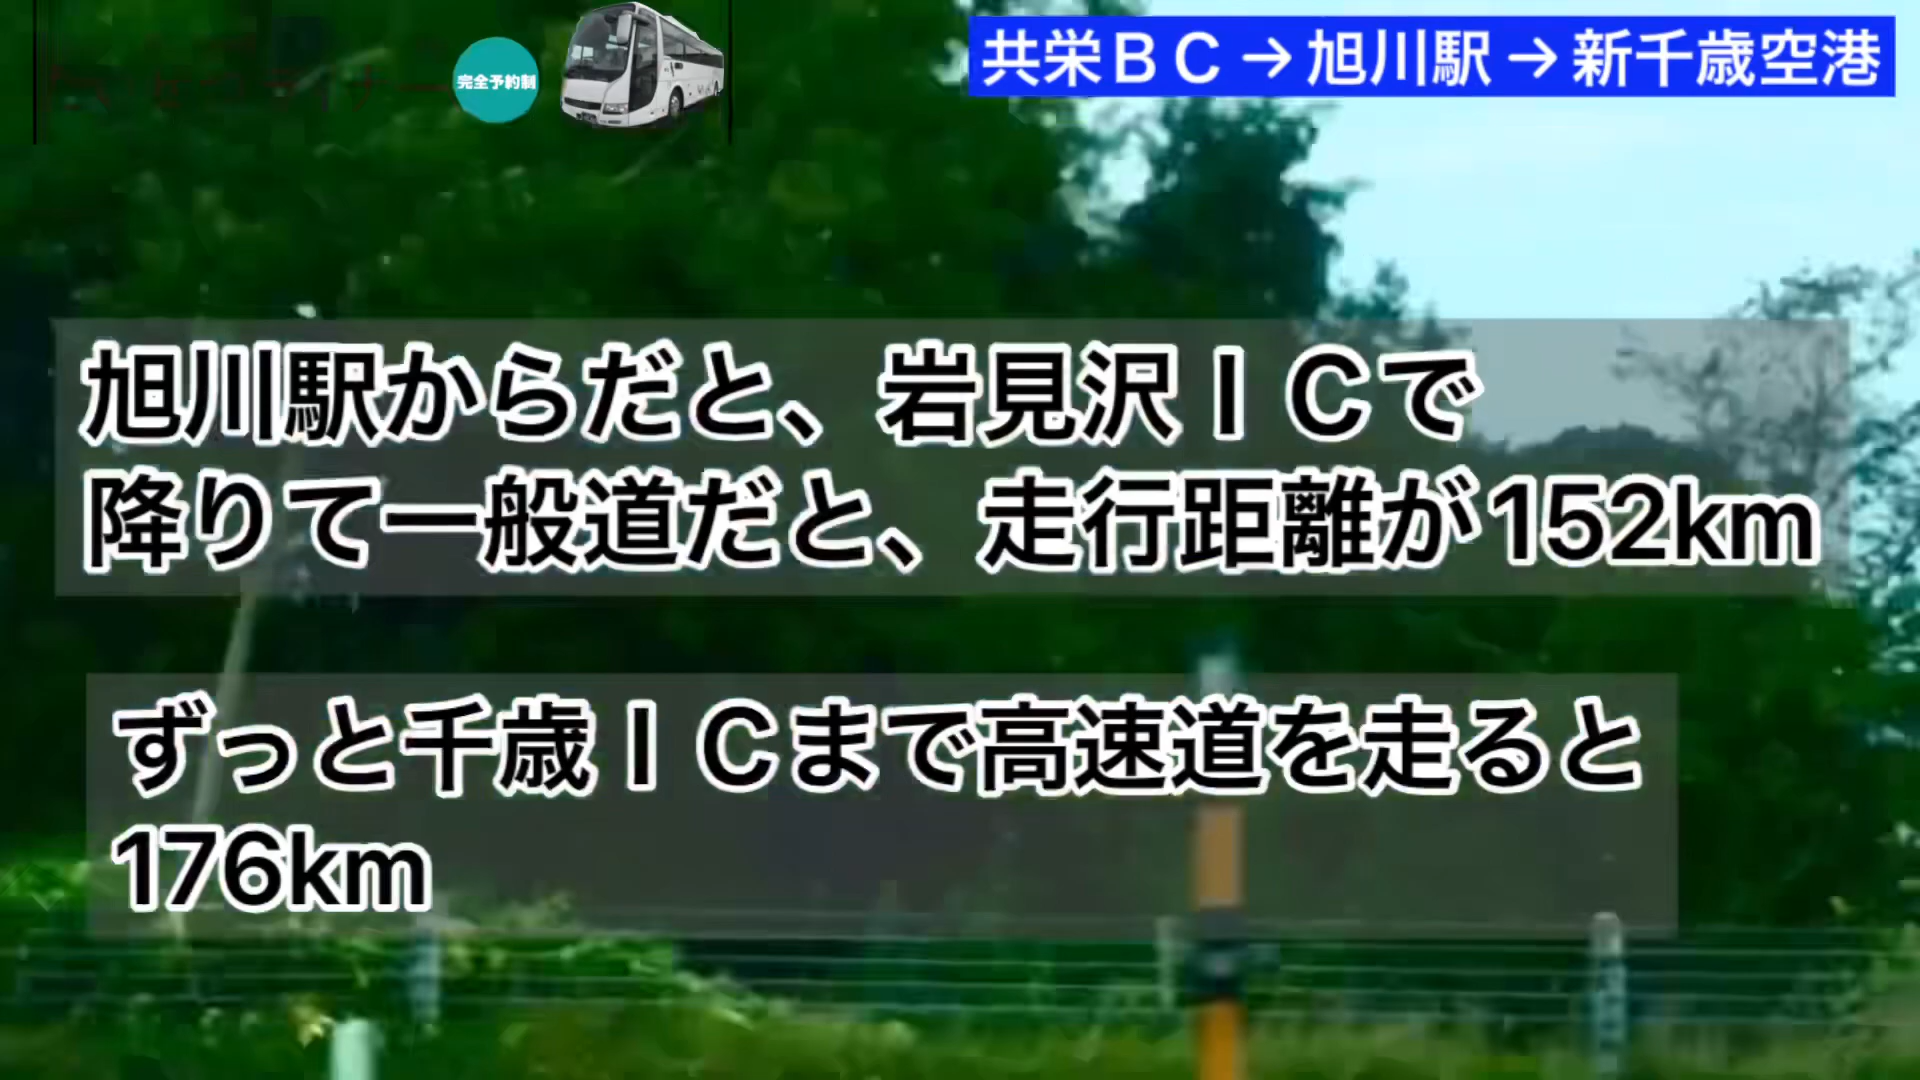 完全予約制
共栄BC→旭川駅→新千歳空港
旭川駅からだと、岩見沢ICで
降りて一般道だと、走行距離が152km
ずっと千歳ICまで高速道を走ると
176km